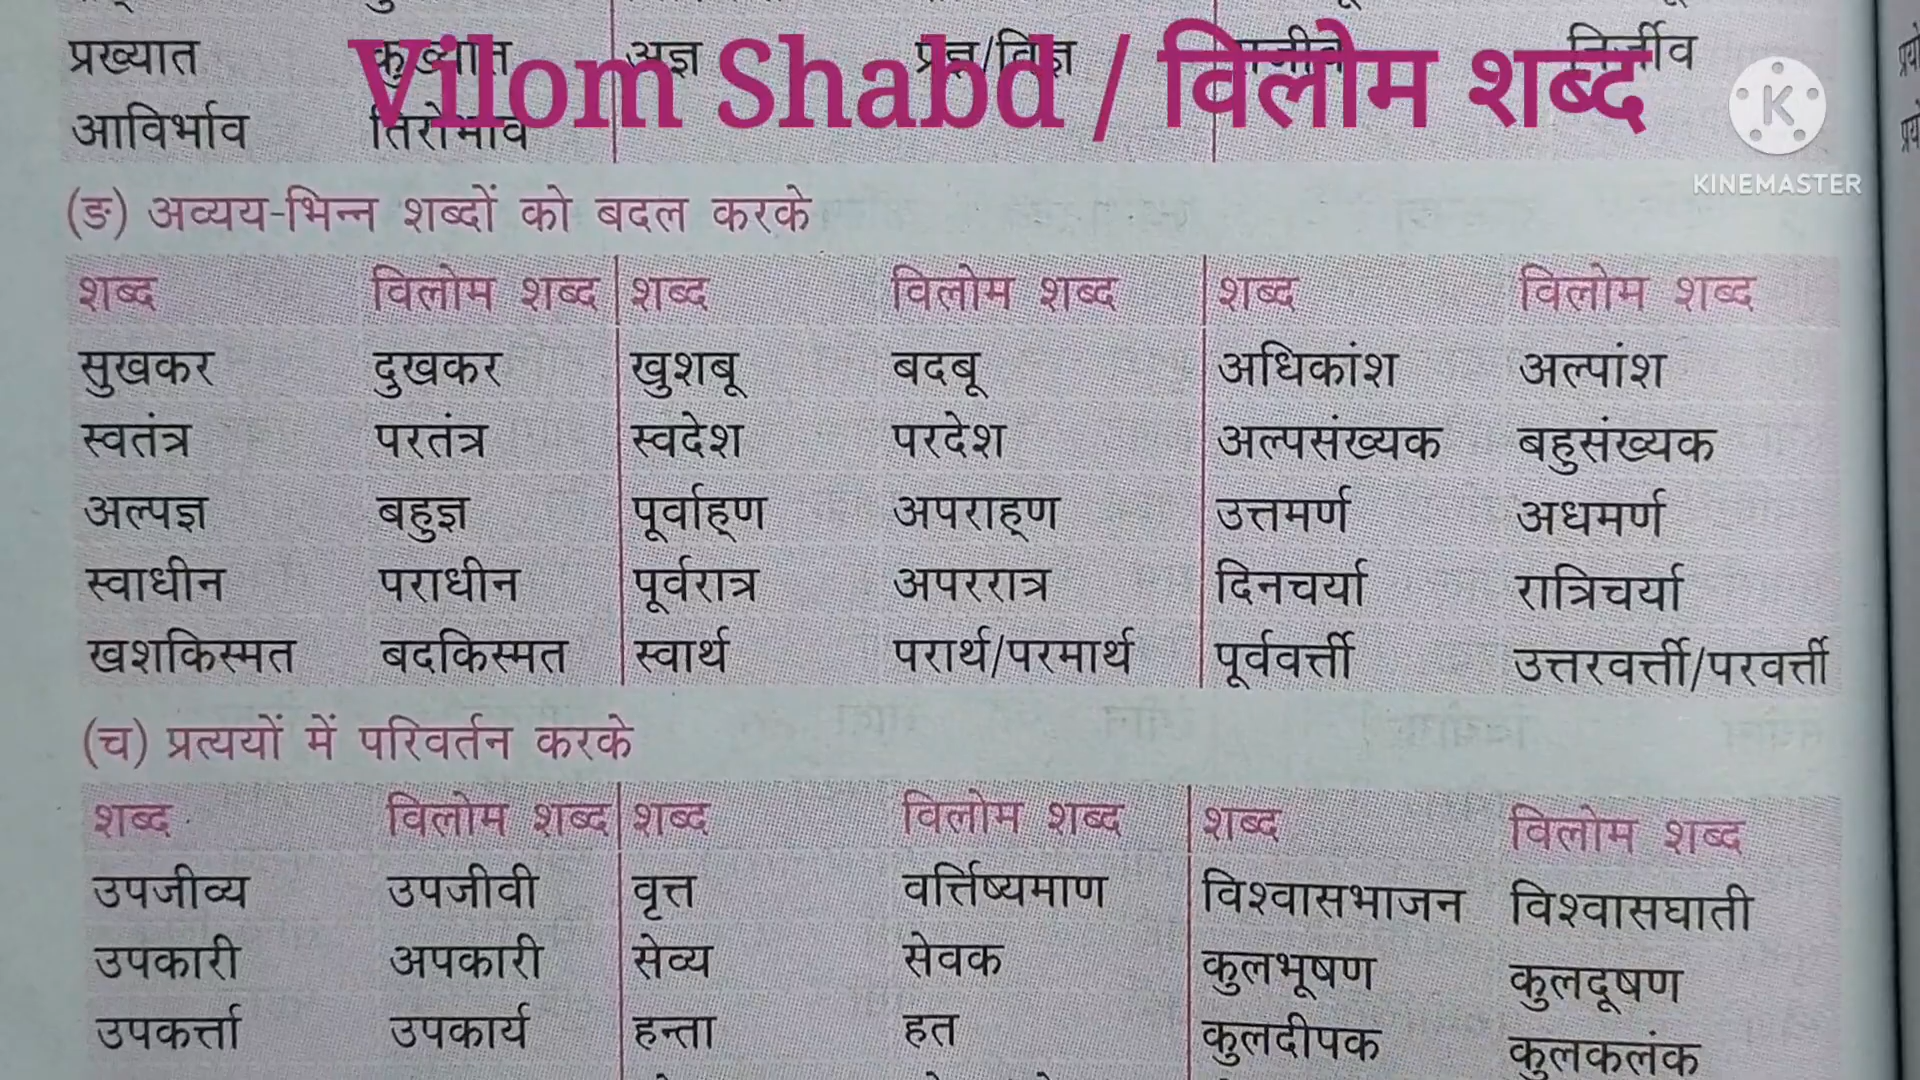 Vilom Shabd / विलोम शब्द
KINEMASTER
प्रख्यात कुख्यात अज्ञ प्रज्ञ/विज्ञ सजीव निर्जीव
आविर्भाव तिरोभाव
(ङ) अव्यय-भिन्न शब्दों को बदल करके
शब्द विलोम शब्द शब्द विलोम शब्द शब्द विलोम शब्द
सुखकर दुखकर खुशबू बदबू अधिकांश अल्पांश
स्वतंत्र परतंत्र स्वदेश परदेश अल्पसंख्यक बहुसंख्यक
अल्पज्ञ बहुज्ञ पूर्वाह्ण अपराह्ण उत्तमर्ण अधमर्ण
स्वाधीन पराधीन पूर्वरात्र अपररात्र दिनचर्या रात्रिचर्या
खशकिस्मत बदकिस्मत स्वार्थ परार्थ/परमार्थ पूर्ववर्त्ती उत्तरवर्त्ती/परवर्त्ती
(च) प्रत्ययों में परिवर्तन करके
शब्द विलोम शब्द शब्द विलोम शब्द शब्द विलोम शब्द
उपजीव्य उपजीवी वृत्त वर्त्तिष्यमाण विश्वासभाजन विश्वासघाती
उपकारी अपकारी सेव्य सेवक कुलभूषण कुलदूषण
उपकर्त्ता उपकार्य हन्ता हत कुलदीपक कुलकलंक